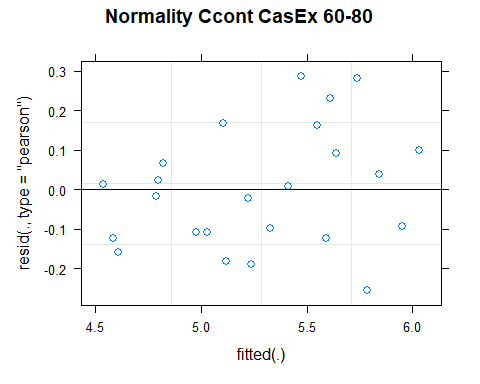 Normality Ccont CasEx 60-80
resid(., type = "pearson")
0.3
0.2
0.1
0.0
-0.1
-0.2
4.5 5.0 5.5 6.0
fitted(.)